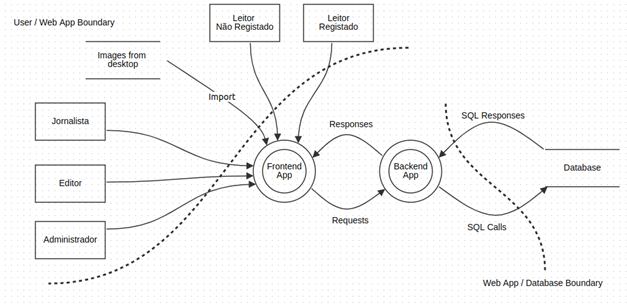 User / Web App Boundary
Leitor
Não Registado
Leitor
Registado
Images from
desktop
Import
Jornalista
Responses
SQL Responses
Frontend
App
Backend
App
Database
Editor
Requests
SQL Calls
Administrador
Web App / Database Boundary